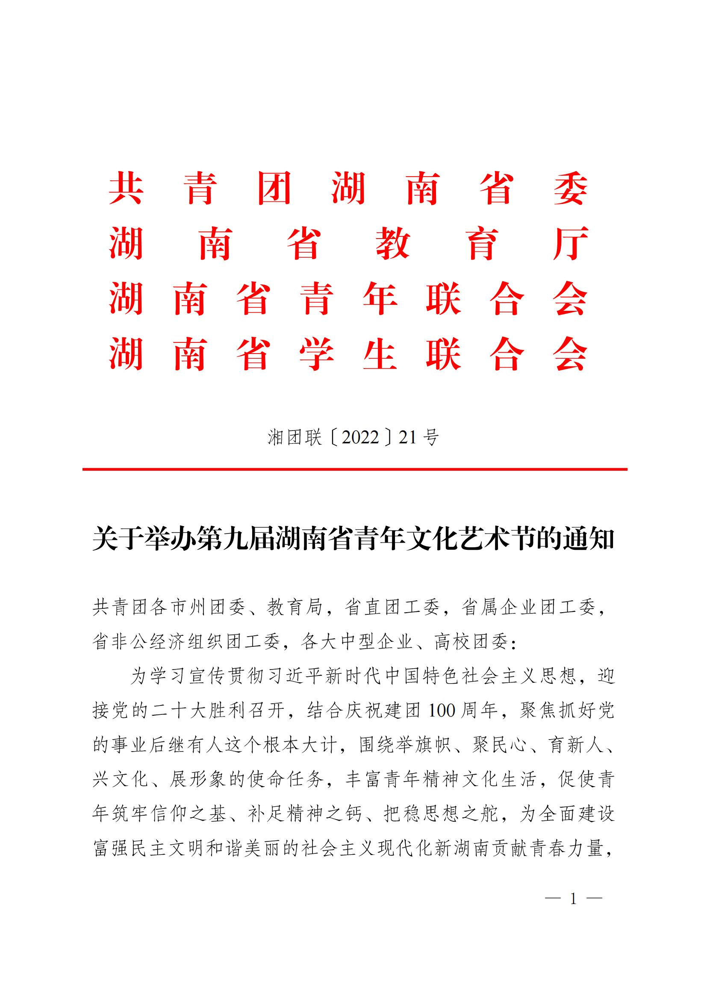 共青团湖南省委
湖南省教育厅
湖南省青年联合会
湖南省学生联合会
湘团联〔2022〕21号
关于举办第九届湖南省青年文化艺术节的通知
共青团各市州团委、教育局，省直团工委，省属企业团工委，
省非公经济组织团工委，各大中型企业、高校团委：
为学习宣传贯彻习近平新时代中国特色社会主义思想，迎
接党的二十大胜利召开，结合庆祝建团 100 周年，聚焦抓好党
的事业后继有人这个根本大计，围绕举旗帜、聚民心、育新人、
兴文化、展形象的使命任务，丰富青年精神文化生活，促使青
年筑牢信仰之基、补足精神之钙、把稳思想之舵，为全面建设
富强民主文明和谐美丽的社会主义现代化新湖南贡献青春力量，
— 1 —